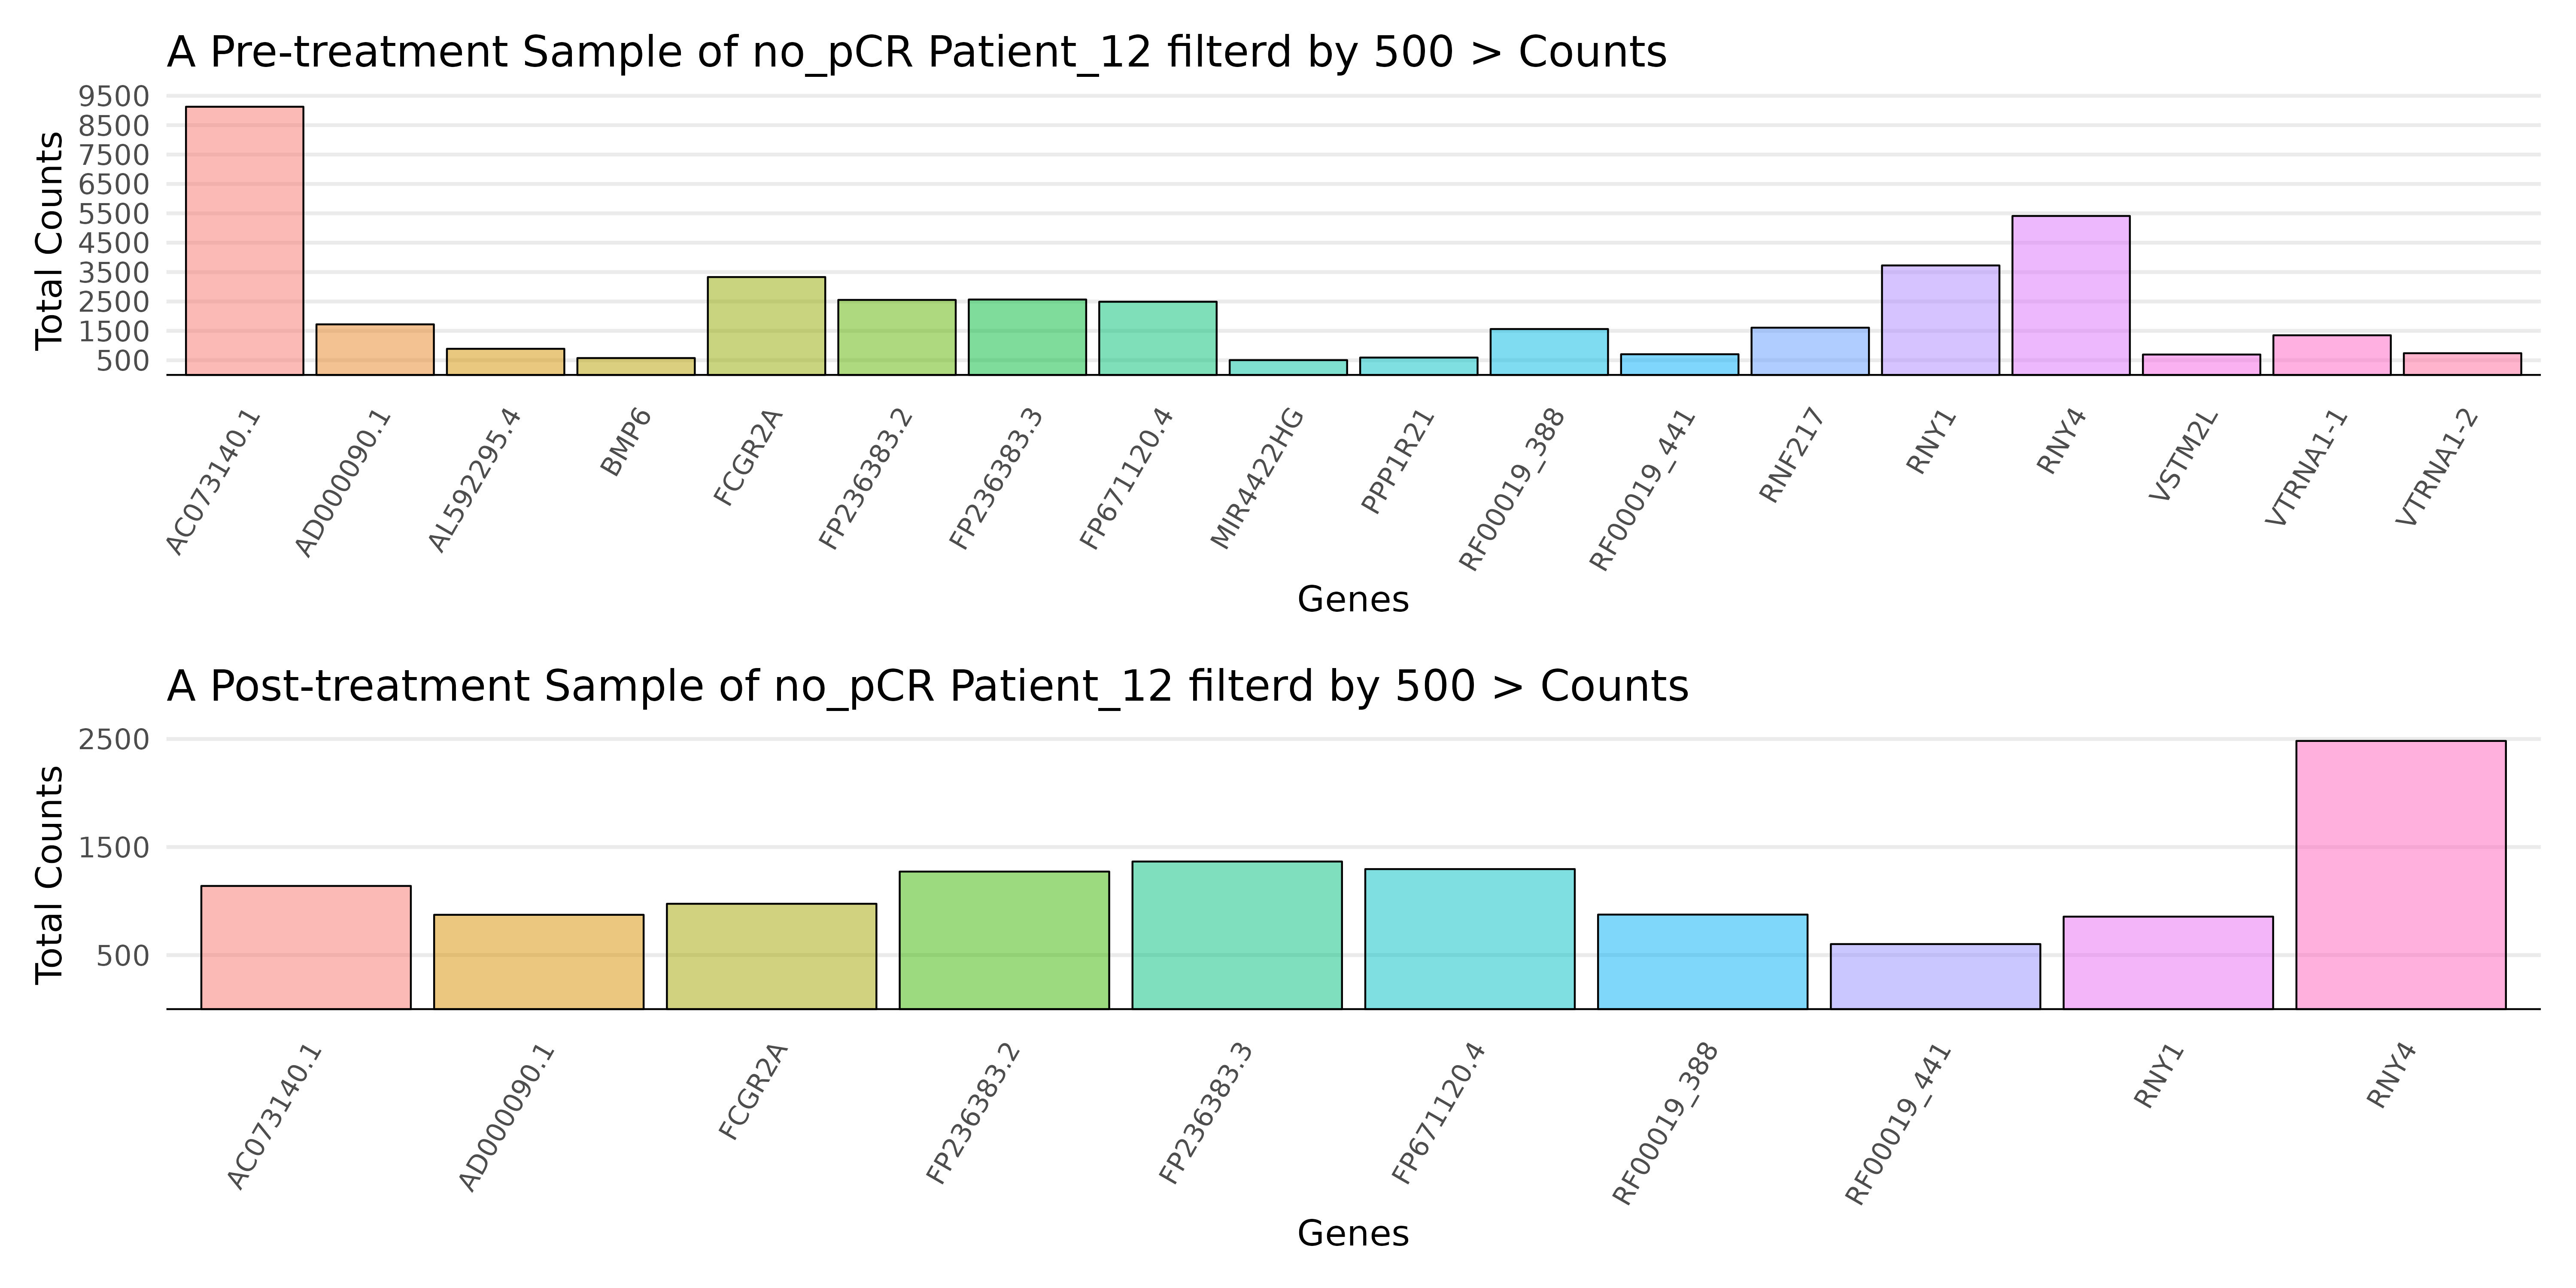 A Pre-treatment Sample of no_pCR Patient_12 filterd by 500 > Counts
Total Counts
9500
8500
7500
6500
5500
4500
3500
2500
1500
500
AC073140.1
AD000090.1
AL592295.4
BMP6
FCGR2A
FP236383.2
FP236383.3
FP671120.4
MIR4422HG
PPP1R21
RF00019_388
RF00019_441
RNF217
RNY1
RNY4
VSTM2L
VTRNA1-1
VTRNA1-2
Genes
A Post-treatment Sample of no_pCR Patient_12 filterd by 500 > Counts
Total Counts
2500
1500
500
AC073140.1
AD000090.1
FCGR2A
FP236383.2
FP236383.3
FP671120.4
RF00019_388
RF00019_441
RNY1
RNY4
Genes